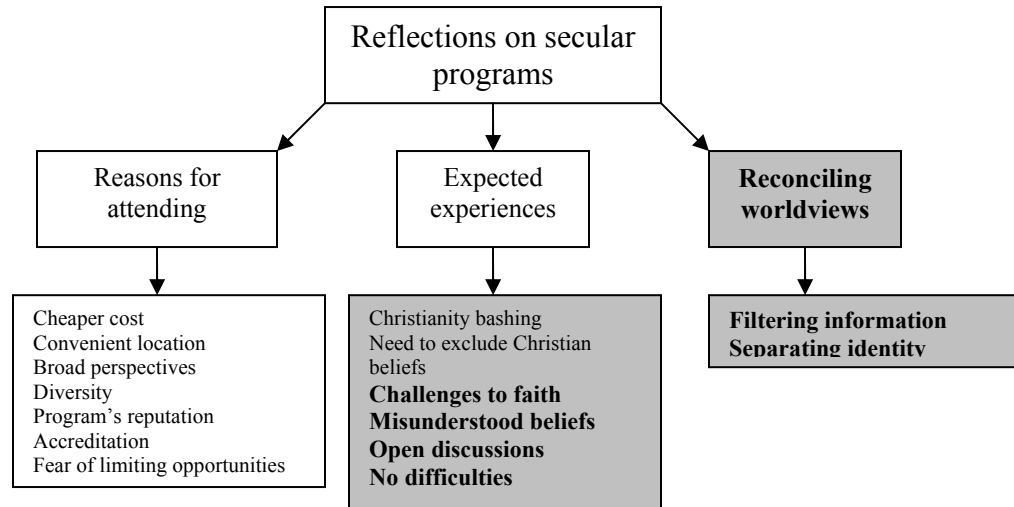 Reflections on secular
programs
Reasons for
attending
Expected
experiences
Reconciling
worldviews
Cheaper cost
Convenient location
Broad perspectives
Diversity
Program’s reputation
Accreditation
Fear of limiting opportunities
Christianity bashing
Need to exclude Christian
beliefs
Challenges to faith
Misunderstood beliefs
Open discussions
No difficulties
Filtering information
Separating identity